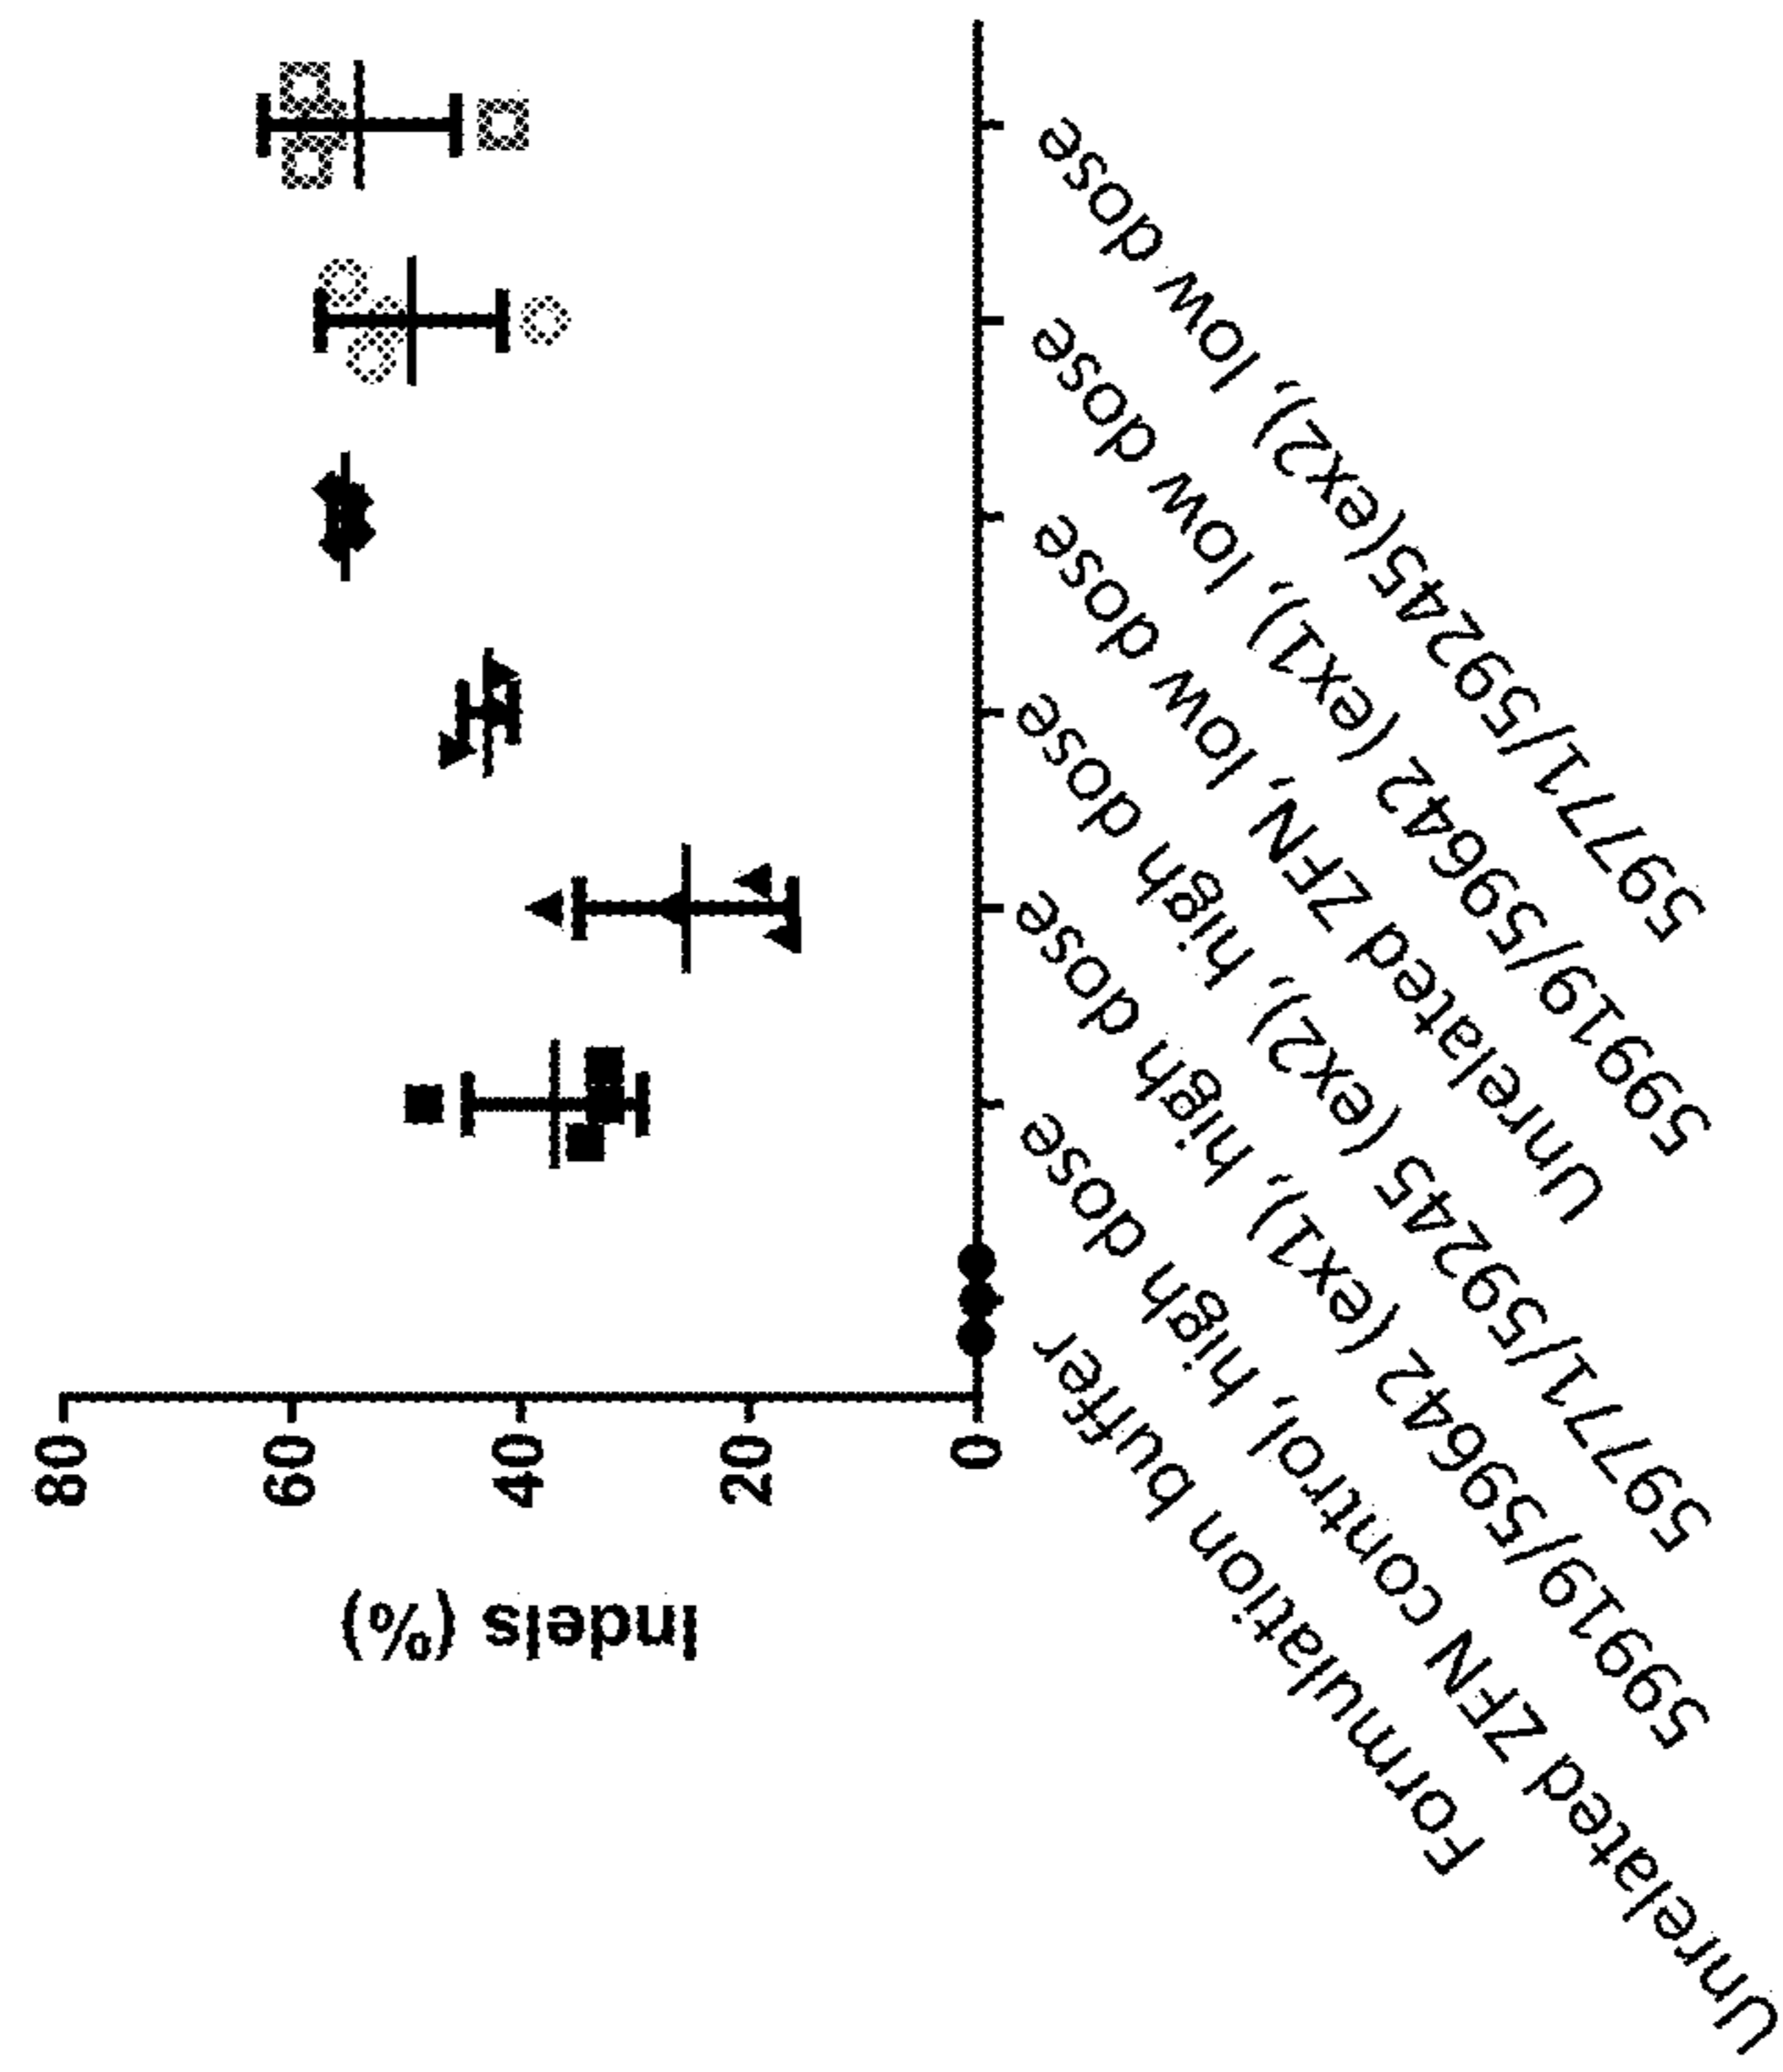 Indels (%)
80
60
40
20
0
Formulation buffer
Unrelated ZFN control, high dose
59919/59642 (ex1), high dose
59771/59245 (ex2), high dose
Unrelated ZFN, low dose
59919/59642 (ex1), low dose
59771/59245(ex2), low dose